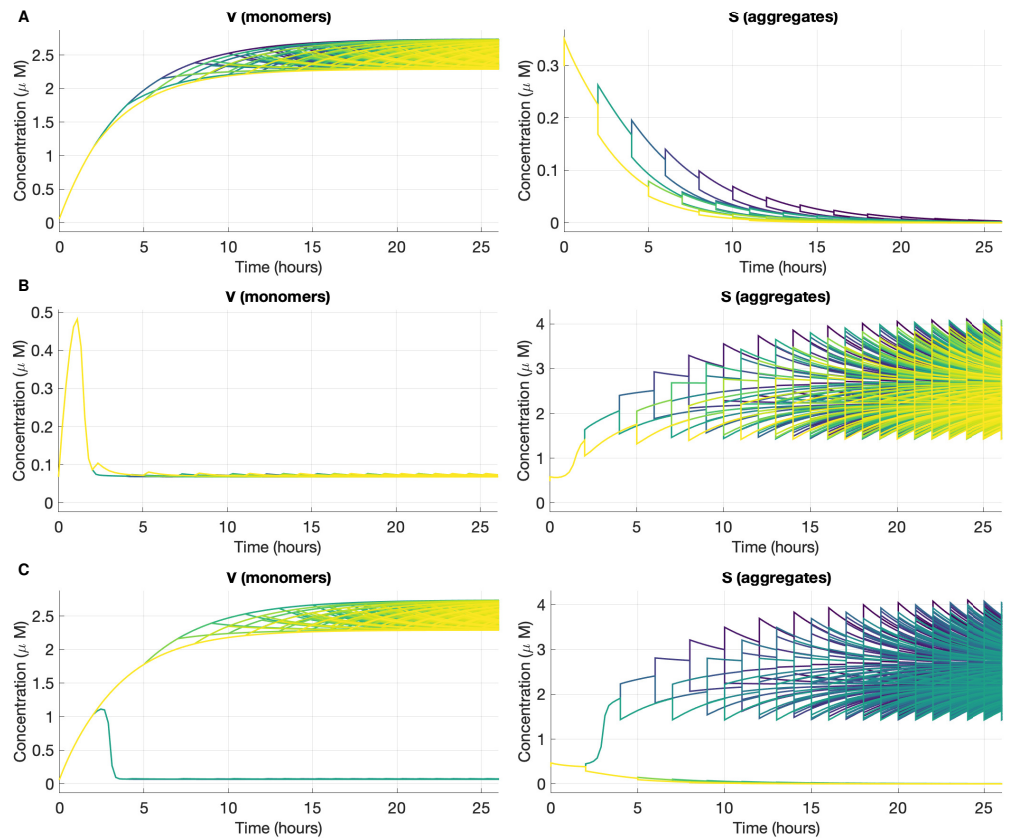 A
V (monomers)
S (aggregates)
Concentration (μ M)
2.5
2
1.5
1
0.5
0
0 5 10 15 20 25
Time (hours)
Concentration (μ M)
0.3
0.2
0.1
0
0 5 10 15 20 25
Time (hours)
B
V (monomers)
S (aggregates)
Concentration (μ M)
0.5
0.4
0.3
0.2
0.1
0
0 5 10 15 20 25
Time (hours)
Concentration (μ M)
4
3
2
1
0
0 5 10 15 20 25
Time (hours)
C
V (monomers)
S (aggregates)
Concentration (μ M)
2.5
2
1.5
1
0.5
0
0 5 10 15 20 25
Time (hours)
Concentration (μ M)
4
3
2
1
0
0 5 10 15 20 25
Time (hours)